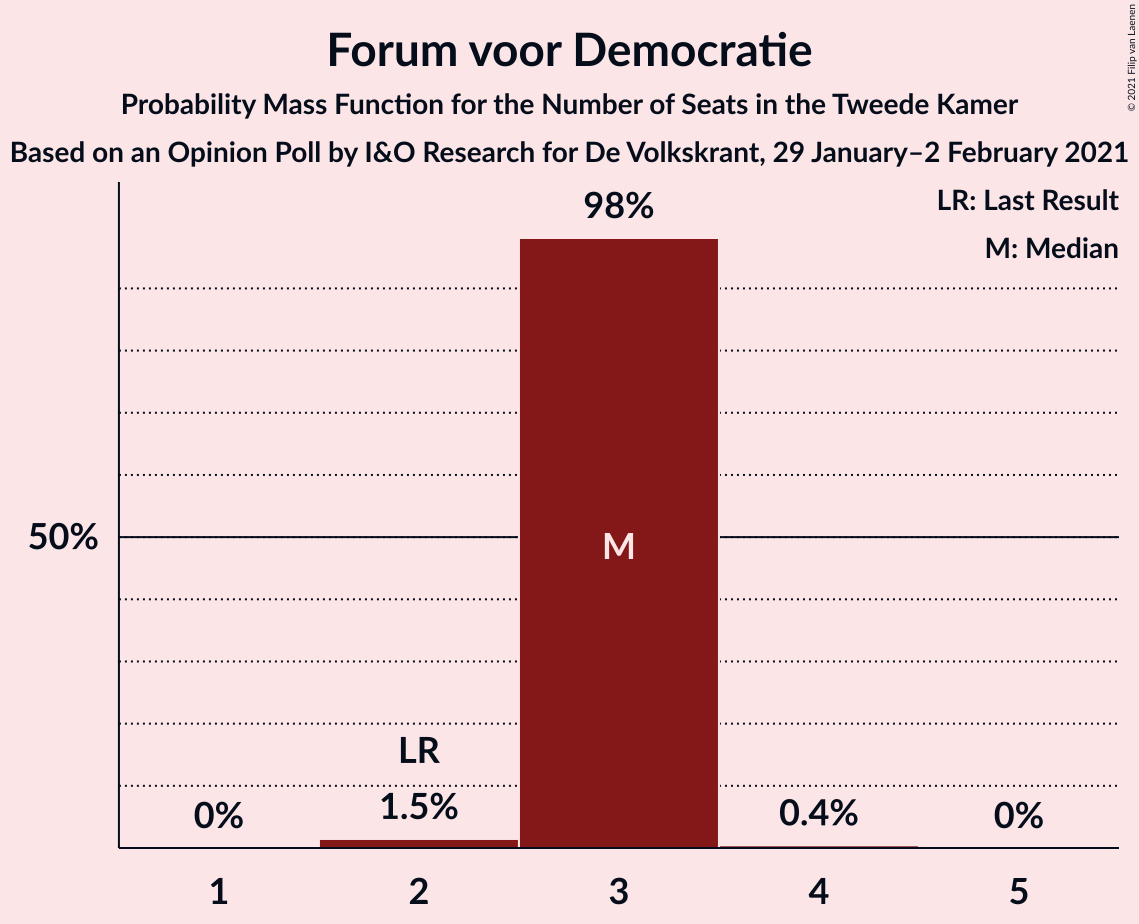 Forum voor Democratie
Probability Mass Function for the Number of Seats in the Tweede Kamer
Based on an Opinion Poll by I&O Research for De Volkskrant, 29 January–2 February 2021
© 2021 Filip van Laenen
LR: Last Result
M: Median
98%
50%
M
LR
0%
1.5%
0.4%
0%
1
2
3
4
5